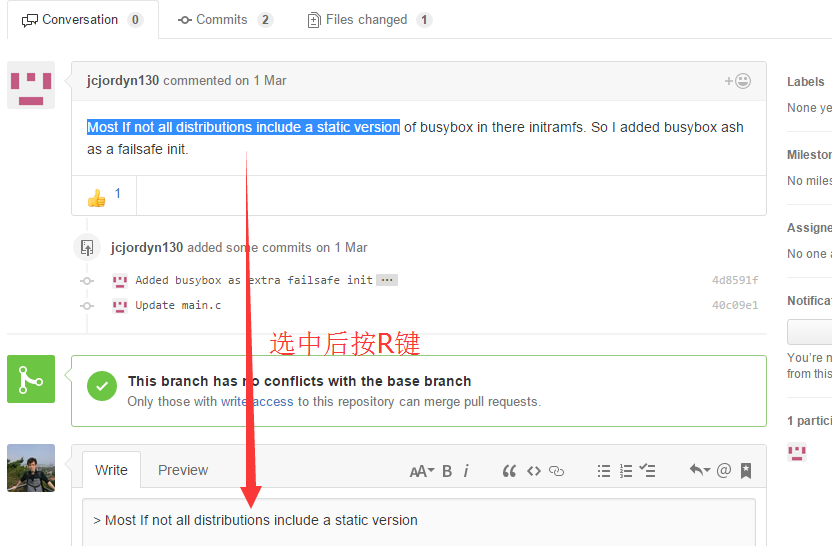 Conversation 0 Commits 2 Files changed 1
jcjordyn130 commented on 1 Mar
Labels
Most If not all distributions include a static version of busybox in there initramfs. So I added busybox ash
None ye
as a failsafe init.
Milesto
No miles
1
Assigne
jcjordyn130 added some commits on 1 Mar
No one a
Added busybox as extra failsafe init ...
4d8591f
Notifica
Update main.c
40c09e1
选中后按R键
You're n
from this
This branch has no conflicts with the base branch
Only those with write access to this repository can merge pull requests.
1 partici
Write Preview AA B i @
> Most If not all distributions include a static version